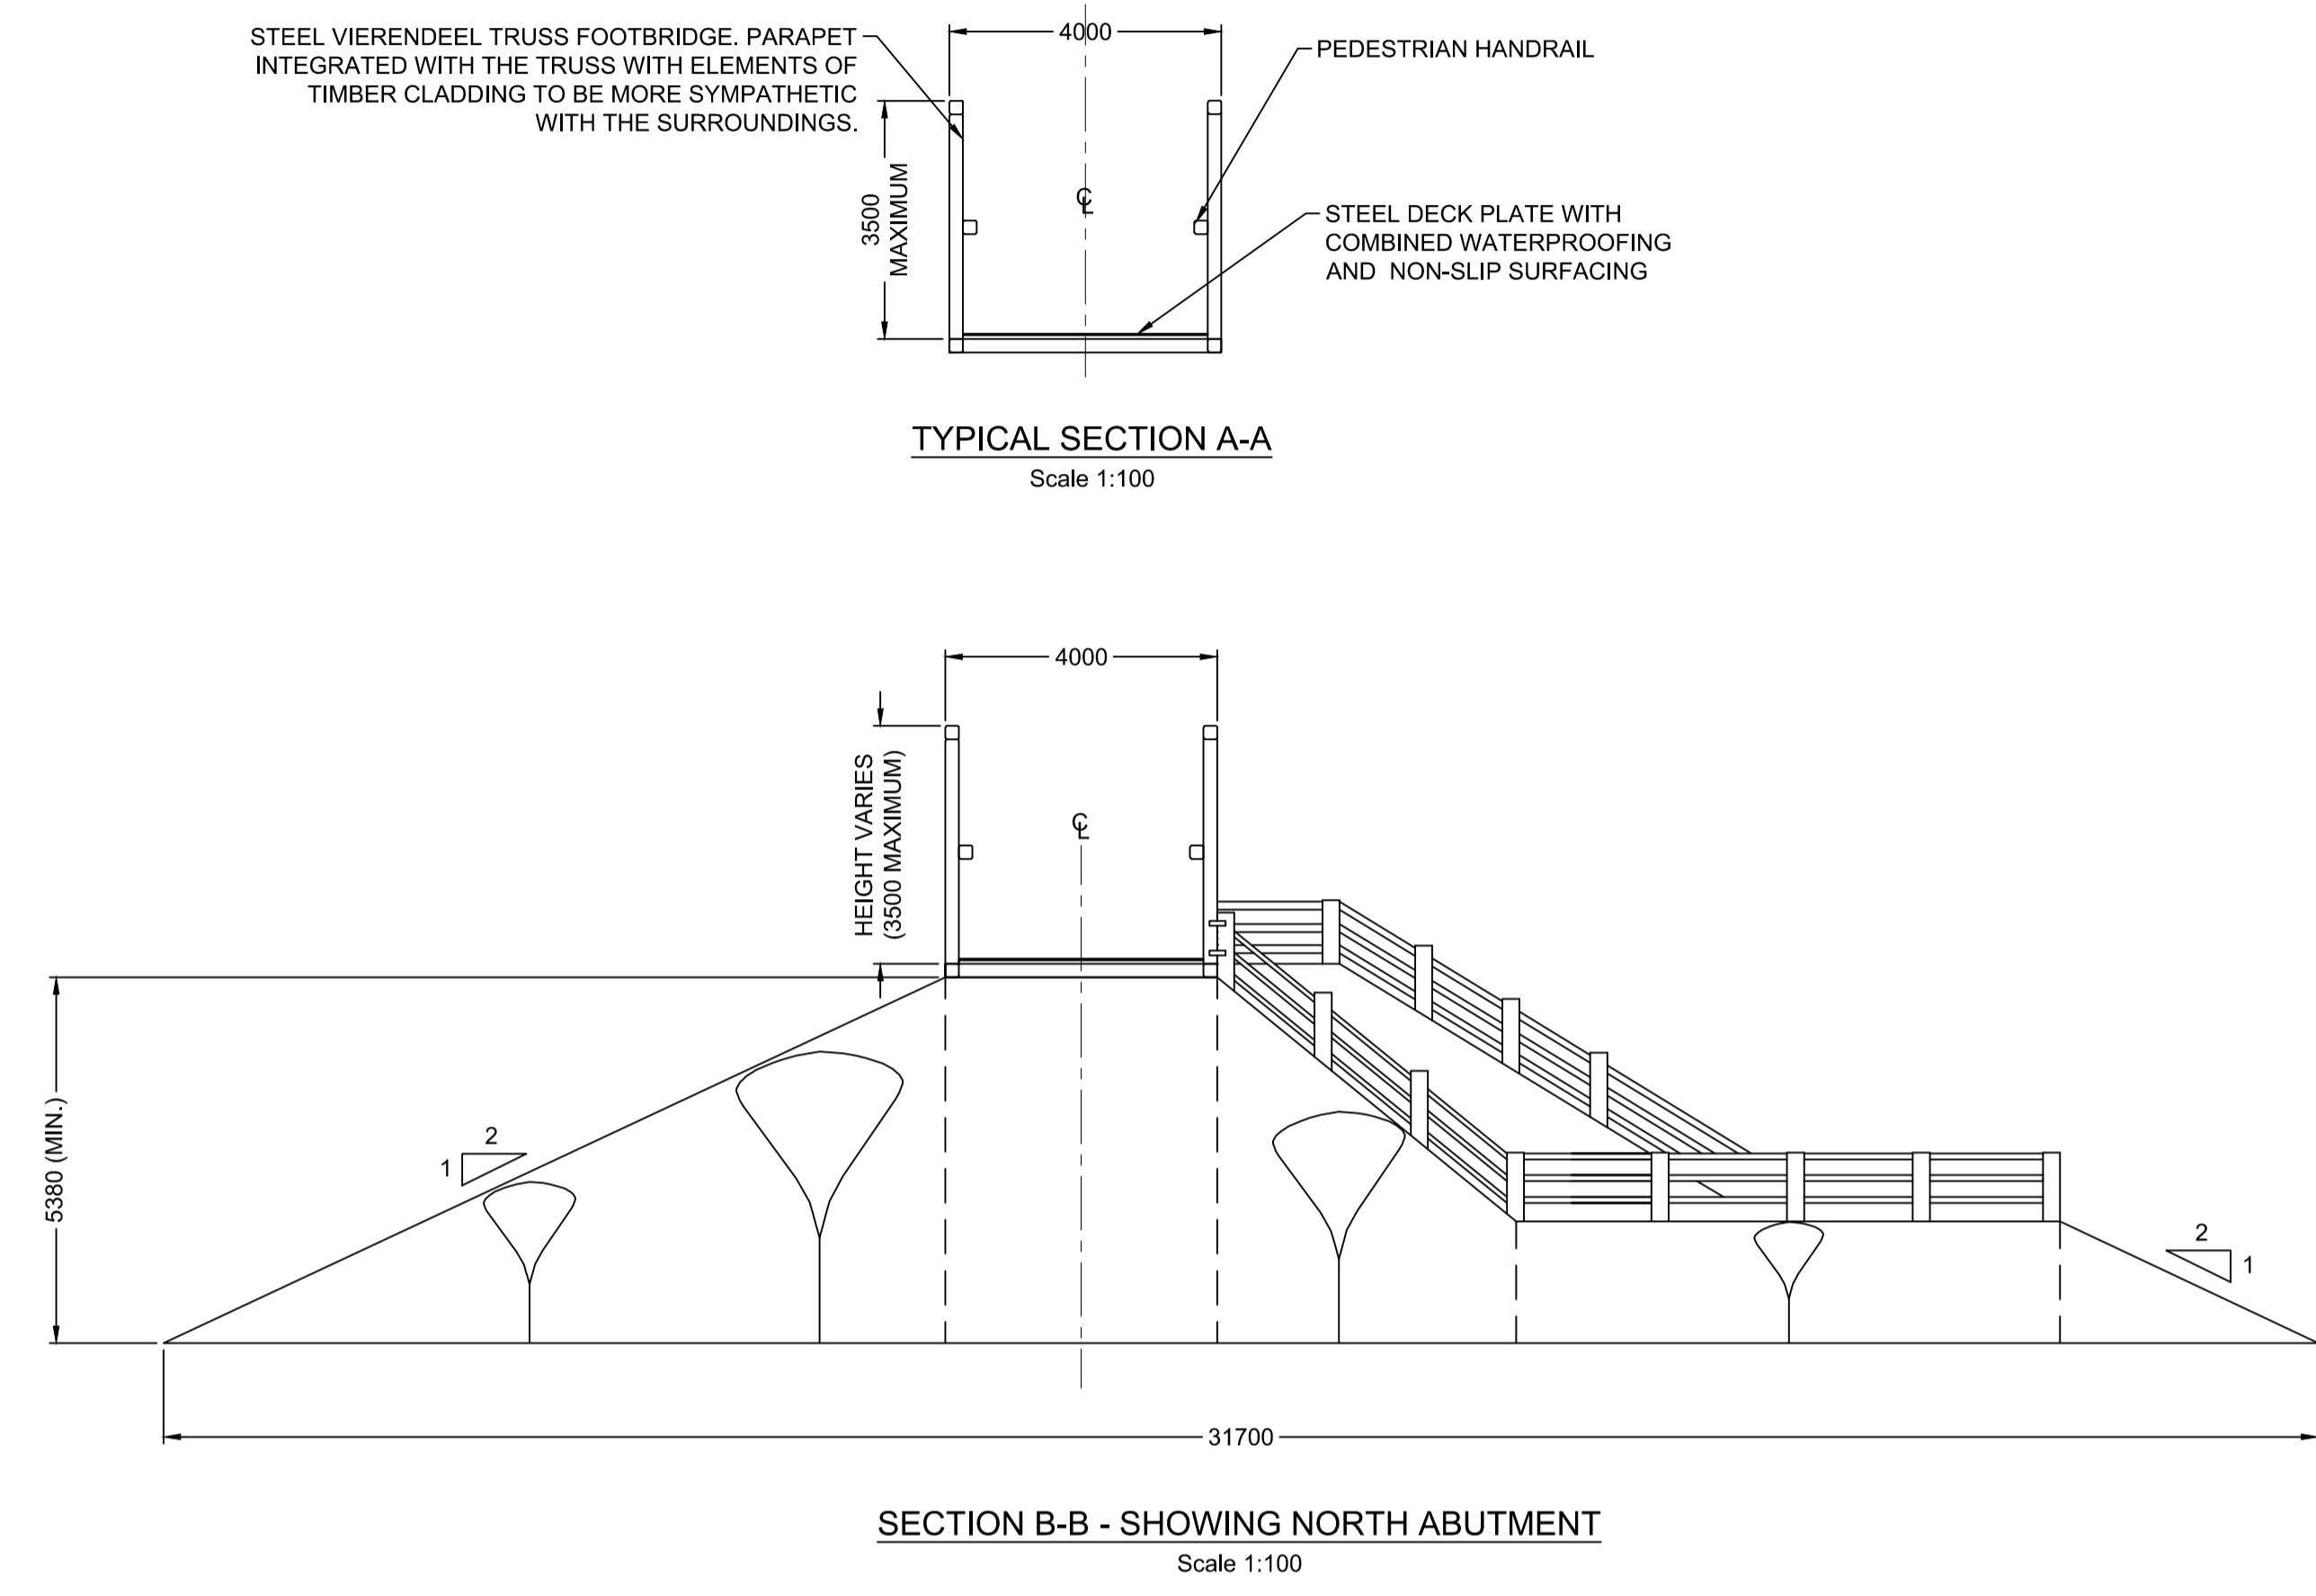 STEEL VIERENDEEL TRUSS FOOTBRIDGE. PARAPET
INTEGRATED WITH THE TRUSS WITH ELEMENTS OF
TIMBER CLADDING TO BE MORE SYMPATHETIC
WITH THE SURROUNDINGS.
4000
PEDESTRIAN HANDRAIL
3500
MAXIMUM
℄
STEEL DECK PLATE WITH
COMBINED WATERPROOFING
AND NON-SLIP SURFACING
TYPICAL SECTION A-A
Scale 1:100
4000
HEIGHT VARIES
(3500 MAXIMUM)
℄
5380 (MIN.)
2
1
2
1
31700
SECTION B-B - SHOWING NORTH ABUTMENT
Scale 1:100